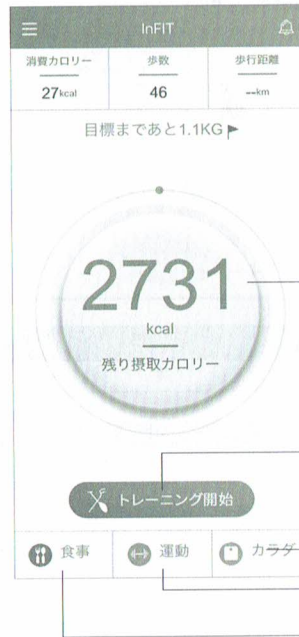 InFIT
消費カロリー 歩数 歩行距離
27kcal 46 --km
目標まであと1.1KG
2731
kcal
残り摂取カロリー
トレーニング開始
食事 運動 カラダ